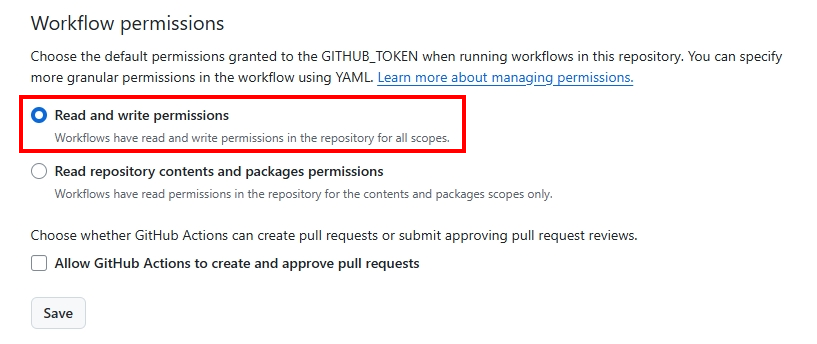 Workflow permissions
Choose the default permissions granted to the GITHUB_TOKEN when running workflows in this repository. You can specify
more granular permissions in the workflow using YAML. Learn more about managing permissions.
Read and write permissions
Workflows have read and write permissions in the repository for all scopes.
Read repository contents and packages permissions
Workflows have read permissions in the repository for the contents and packages scopes only.
Choose whether GitHub Actions can create pull requests or submit approving pull request reviews.
Allow GitHub Actions to create and approve pull requests
Save